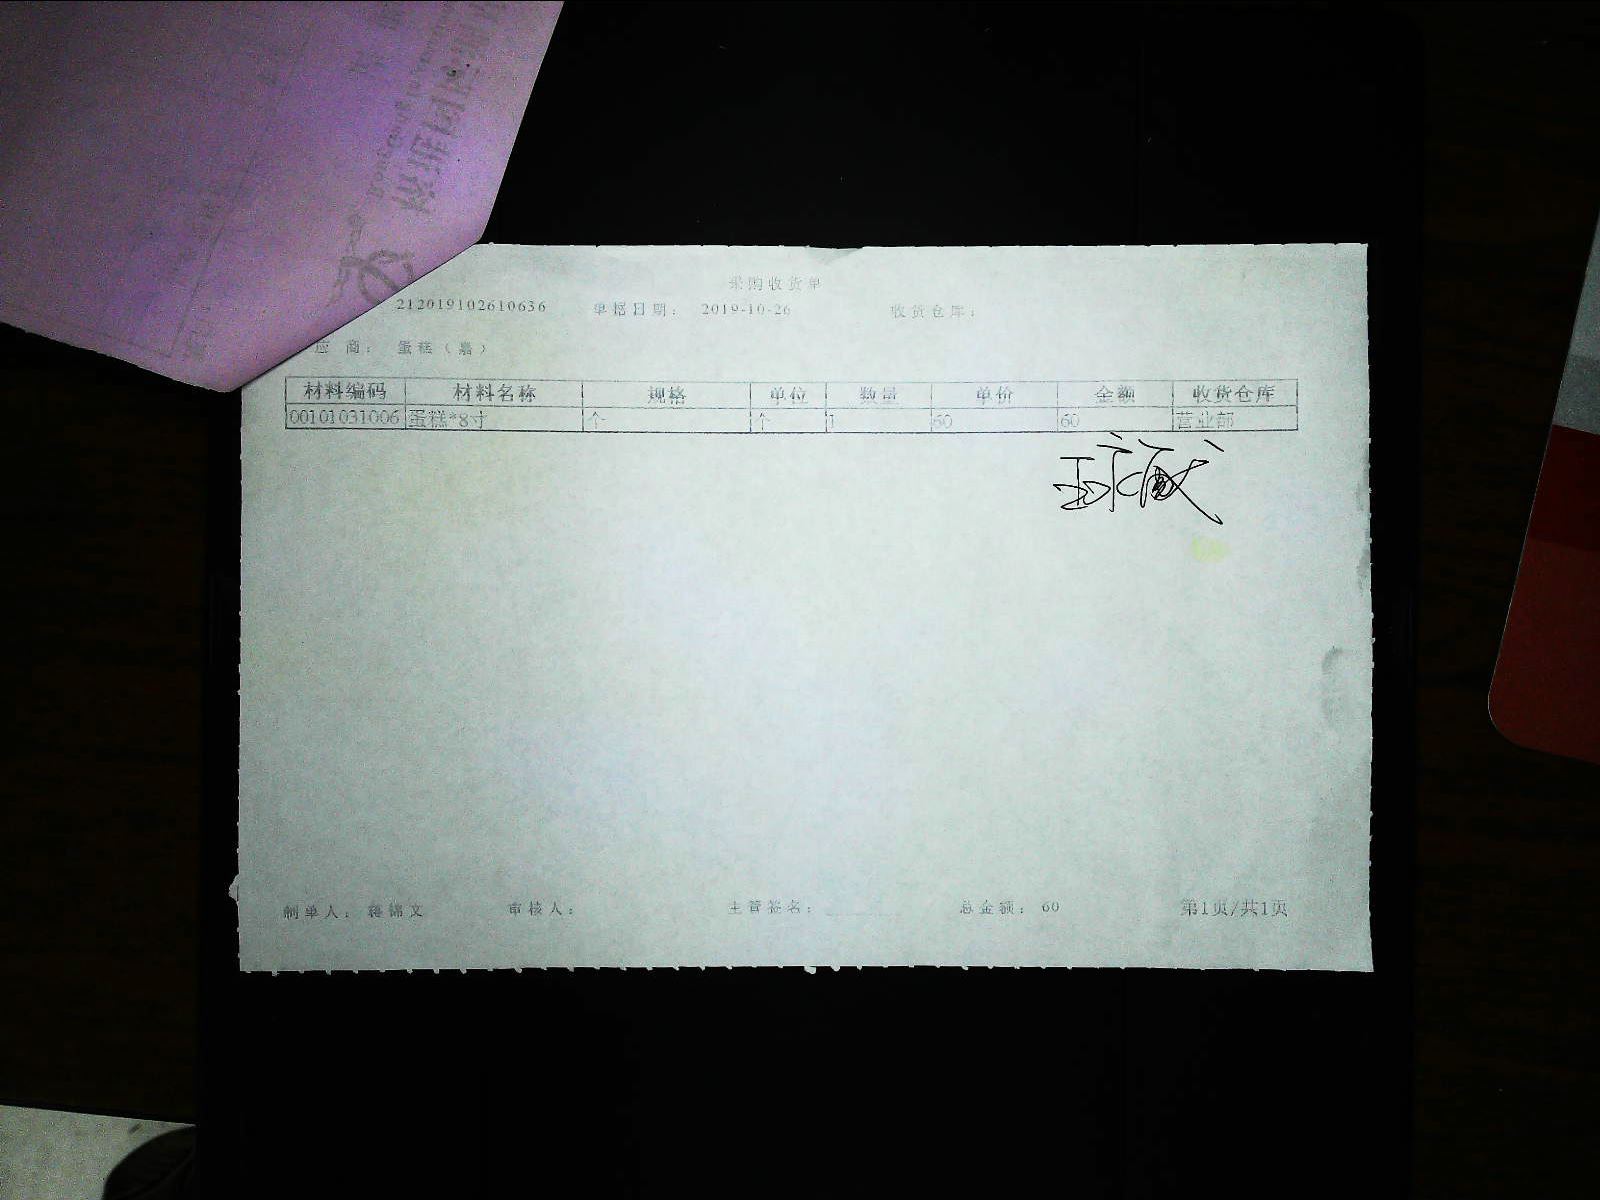 采购收货单
212019102610636 单据日期： 2019-10-26 收货仓库：
应 商： 蛋糕（嘉）
材料编码 材料名称 规格 单位 数量 单价 金额 收货仓库
00101031006 蛋糕*8寸 个 个 1 60 60 营业部
制单人： 蒋锦文 审核人： 主管签名： 总金额： 60 第1页/共1页